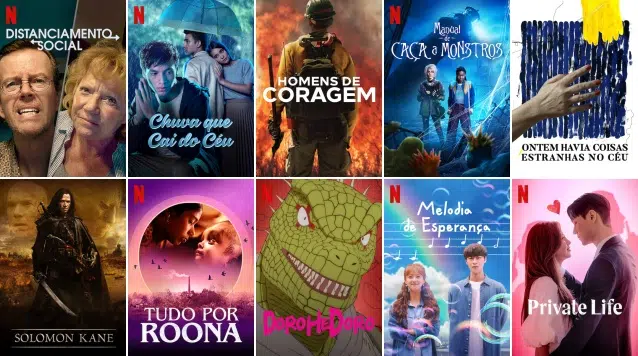 N
DISTANCIAMENTO
SOCIAL
N
Chuva que
Cai do Céu
HOMENS DE
CORAGEM
N
Manual
de
CAÇA a MONSTROS
ONTEM HAVIA COISAS
ESTRANHAS NO CÉU
SOLOMON KANE
N
TUDO POR
ROONA
N
DOROHEDORO
N
Melodia
de Esperança
N
Private Life